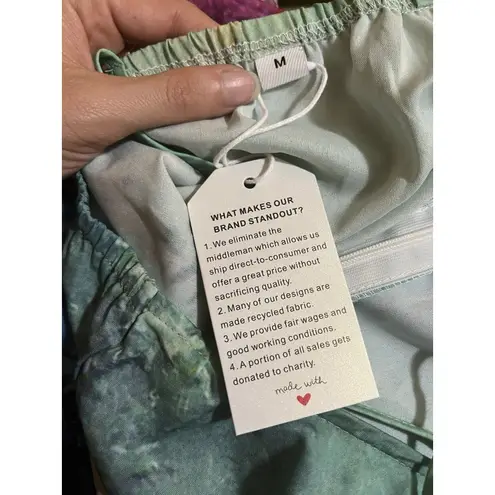 M
WHAT MAKES OUR
BRAND STANDOUT?
1. We eliminate the
middleman which allows us
ship direct-to-consumer and
offer a great price without
sacrificing quality.
2. Many of our designs are
made recycled fabric.
3. We provide fair wages and
good working conditions.
4. A portion of all sales gets
donated to charity.
made with